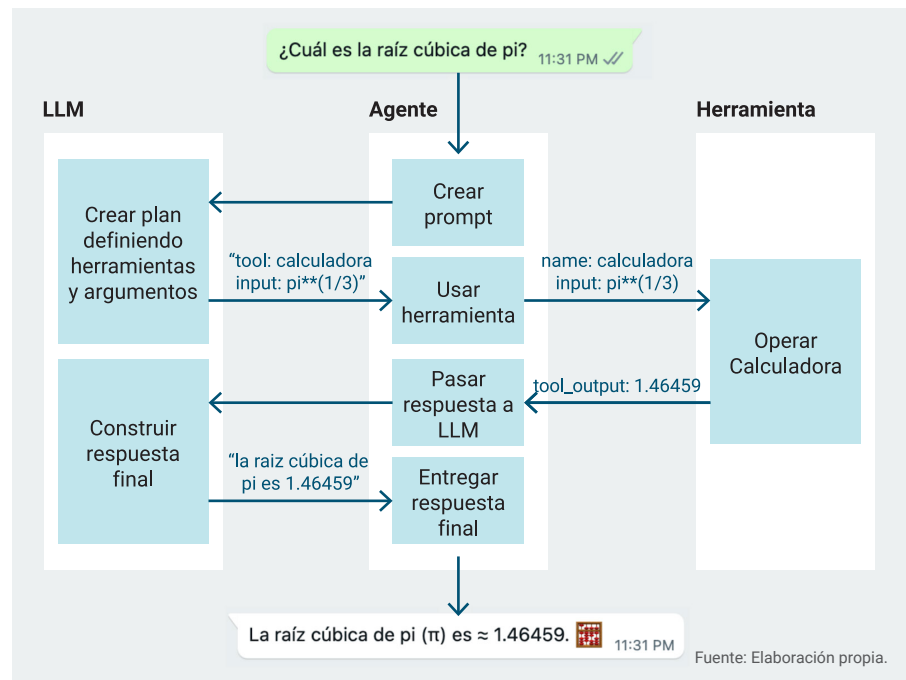 ¿Cuál es la raíz cúbica de pi? 11:31 PM
LLM
Agente
Herramienta
Crear plan
definiendo
herramientas
y argumentos
Crear
prompt
“tool: calculadora
input: pi**(1/3)”
Usar
herramienta
name: calculadora
input: pi**(1/3)
Operar
Calculadora
Pasar
respuesta a
LLM
tool_output: 1.46459
Construir
respuesta
final
“la raiz cúbica de
pi es 1.46459”
Entregar
respuesta
final
La raíz cúbica de pi (π) es ≈ 1.46459. 🧮 11:31 PM
Fuente: Elaboración propia.